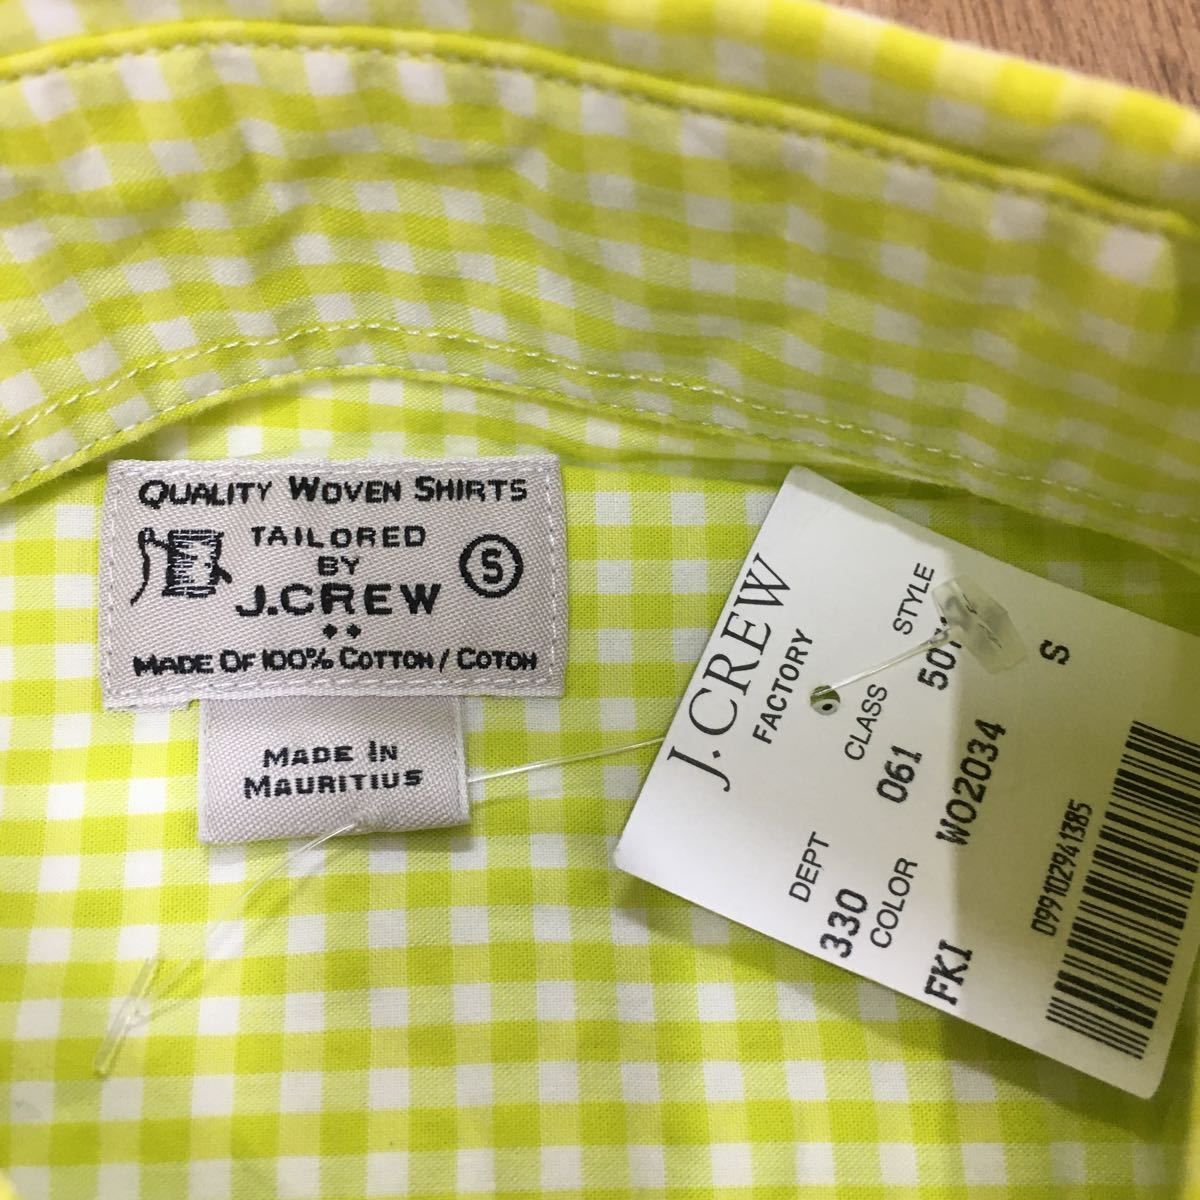 QUALITY WOVEN SHIRTS
TAILORED
BY
J.CREW
S
MADE OF 100% COTTON / COTON
MADE IN
MAURITIUS
J.CREW
FACTORY
DEPT CLASS STYLE
330 061
COLOR
FKI W02034 S
099102941385